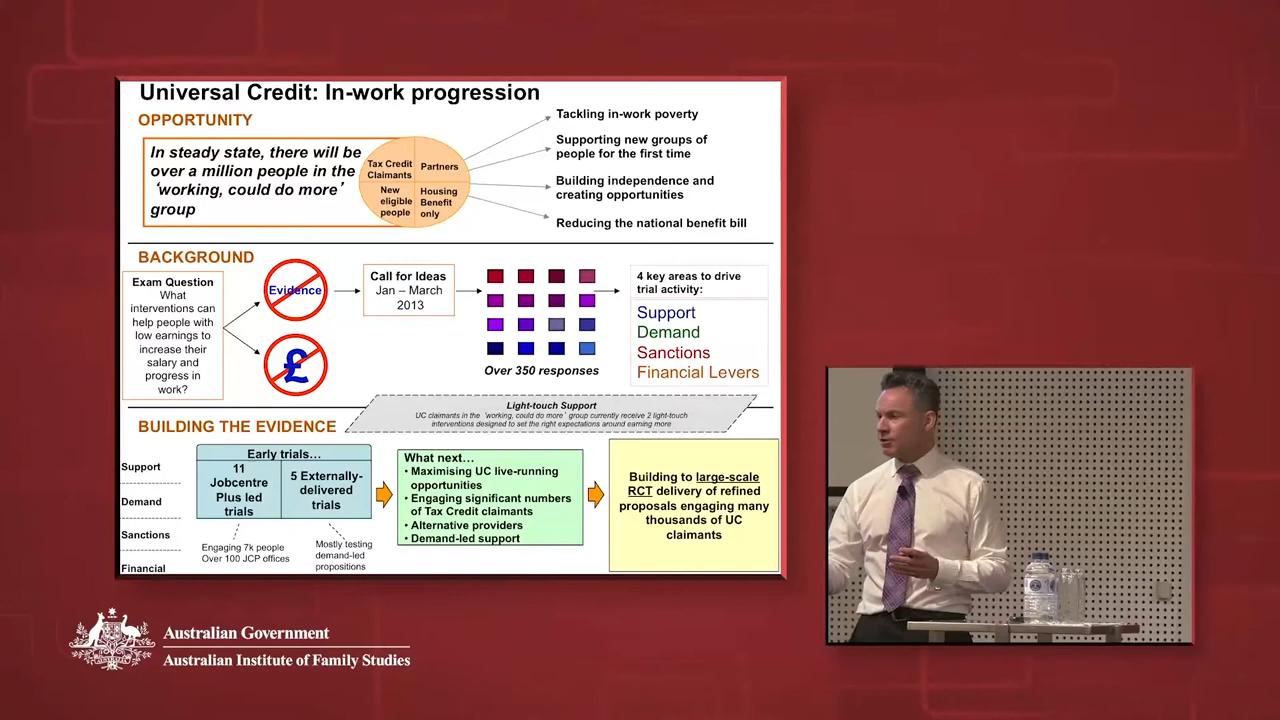 Universal Credit: In-work progression
OPPORTUNITY
In steady state, there will be
over a million people in the
‘working, could do more’
group
Tax Credit
Claimants
Partners
New
eligible
people
Housing
Benefit
only
Tackling in-work poverty
Supporting new groups of
people for the first time
Building independence and
creating opportunities
Reducing the national benefit bill
BACKGROUND
Exam Question
What
interventions can
help people with
low earnings to
increase their
salary and
progress in
work?
Evidence
£
Call for Ideas
Jan – March
2013
Over 350 responses
4 key areas to drive
trial activity:
Support
Demand
Sanctions
Financial Levers
Light-touch Support
UC claimants in the ‘working, could do more’ group currently receive 2 light-touch
interventions designed to set the right expectations around earning more
BUILDING THE EVIDENCE
Support
Demand
Sanctions
Financial
Early trials…
11
Jobcentre
Plus led
trials
5 Externally-
delivered
trials
Engaging 7k people
Over 100 JCP offices
Mostly testing
demand-led
propositions
What next…
• Maximising UC live-running
opportunities
• Engaging significant numbers
of Tax Credit claimants
• Alternative providers
• Demand-led support
Building to large-scale
RCT delivery of refined
proposals engaging many
thousands of UC
claimants
Australian Government
Australian Institute of Family Studies